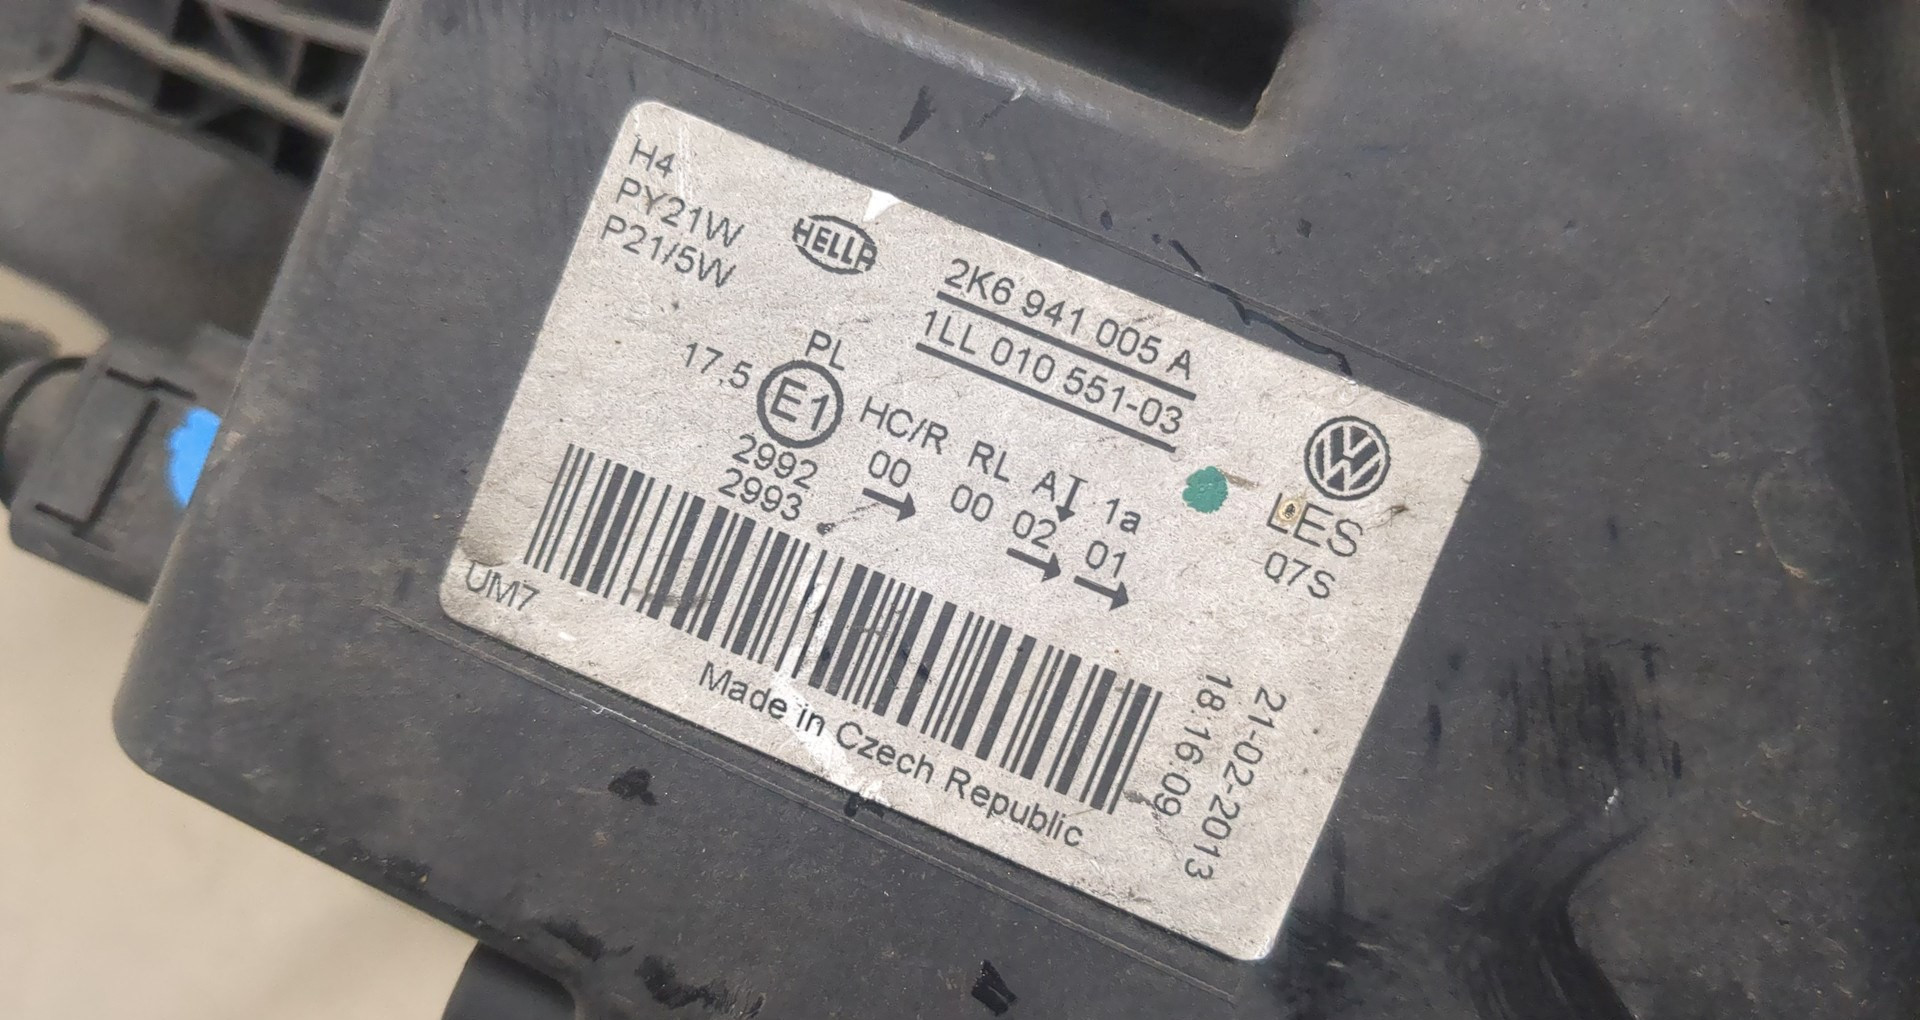 H4
PY21W
P21/5W
HELLA
2K6 941 005 A
1LL 010 551-03
PL
17.5 E1
2992
2993
HC/R RL AT 1a
00 00 02 01
→ → →
VW
LES
07S
UM7
Made in Czech Republic
21-02-2013
18:16.09